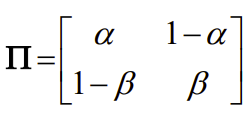 Π = [ α 1−α
1−β β ]